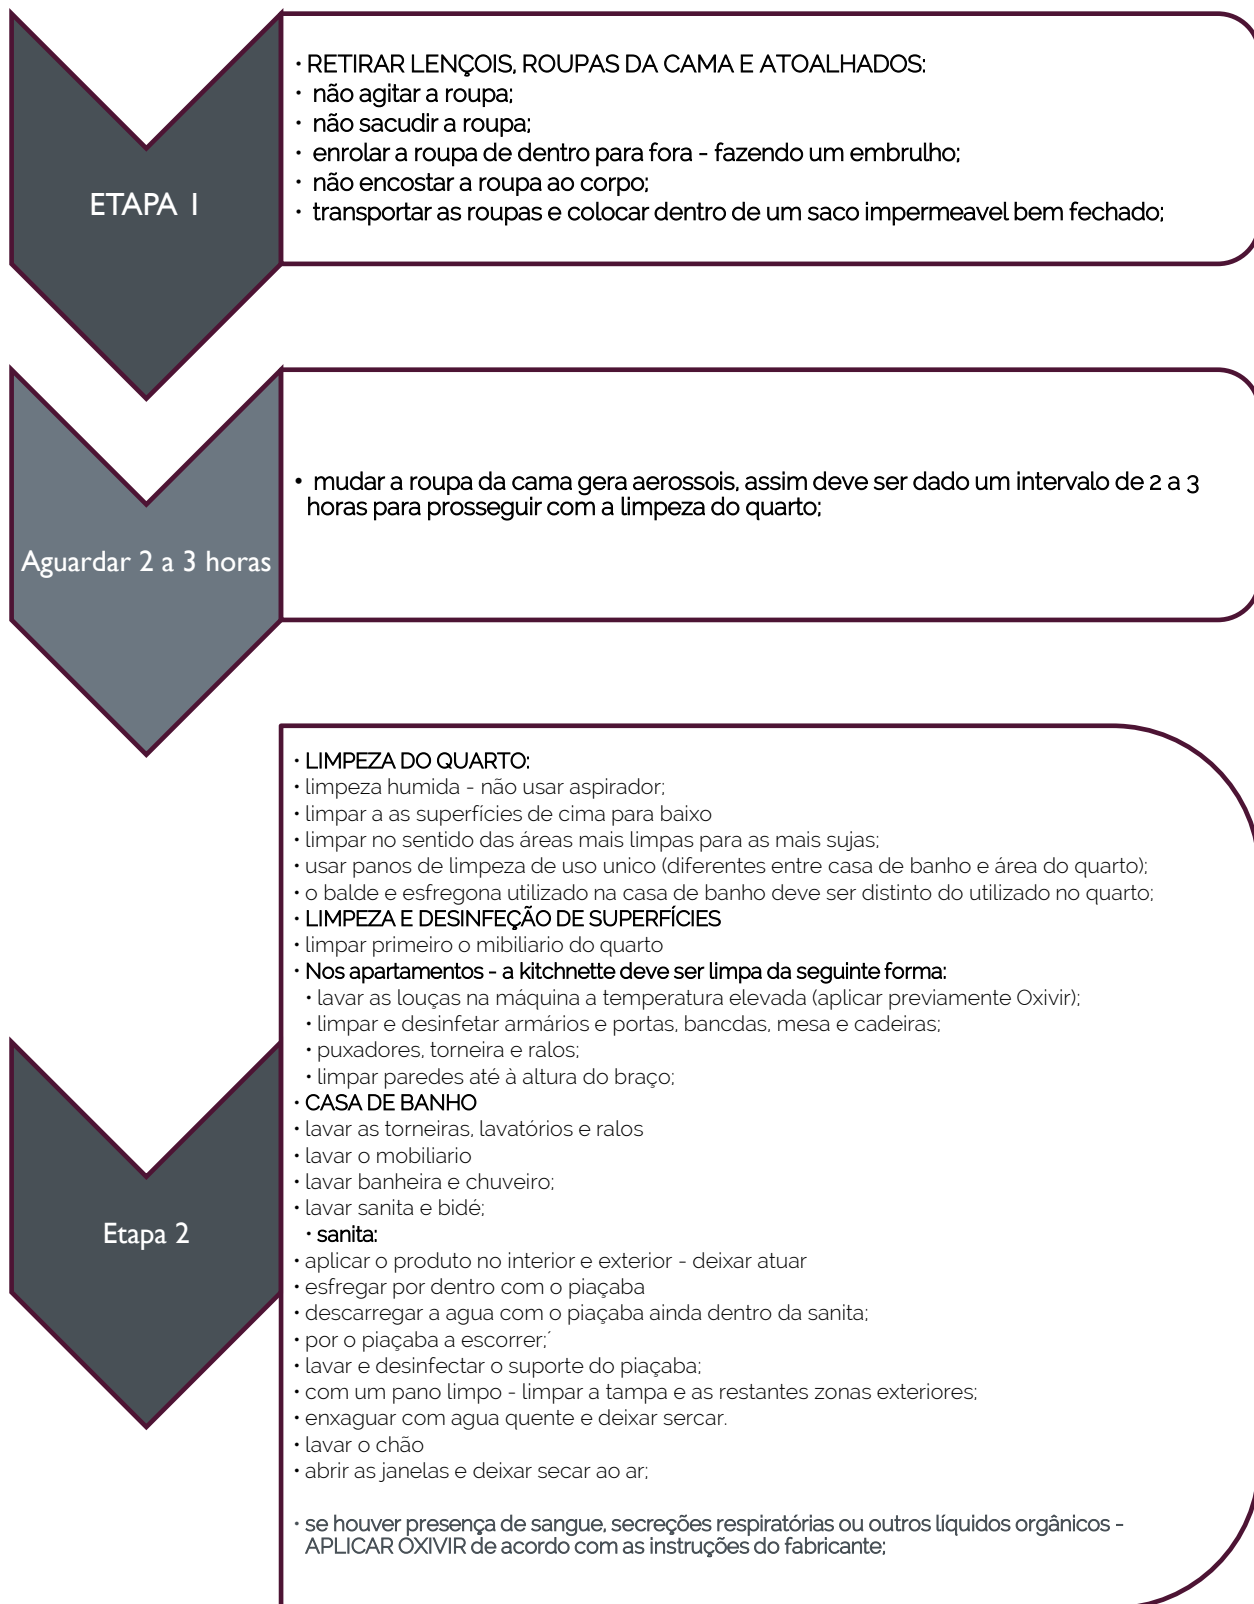 ETAPA 1
• RETIRAR LENÇOIS, ROUPAS DA CAMA E ATOALHADOS:
• não agitar a roupa;
• não sacudir a roupa;
• enrolar a roupa de dentro para fora - fazendo um embrulho;
• não encostar a roupa ao corpo;
• transportar as roupas e colocar dentro de um saco impermeavel bem fechado;
Aguardar 2 a 3 horas
• mudar a roupa da cama gera aerossois, assim deve ser dado um intervalo de 2 a 3
horas para prosseguir com a limpeza do quarto;
Etapa 2
• LIMPEZA DO QUARTO:
• limpeza humida - não usar aspirador;
• limpar a as superfícies de cima para baixo
• limpar no sentido das áreas mais limpas para as mais sujas;
• usar panos de limpeza de uso unico (diferentes entre casa de banho e área do quarto);
• o balde e esfregona utilizado na casa de banho deve ser distinto do utilizado no quarto;
• LIMPEZA E DESINFEÇÃO DE SUPERFÍCIES
• limpar primeiro o mibiliario do quarto
• Nos apartamentos - a kitchnette deve ser limpa da seguinte forma:
• lavar as louças na máquina a temperatura elevada (aplicar previamente Oxivir);
• limpar e desinfetar armários e portas, bancdas, mesa e cadeiras;
• puxadores, torneira e ralos;
• limpar paredes até à altura do braço;
• CASA DE BANHO
• lavar as torneiras, lavatórios e ralos
• lavar o mobiliario
• lavar banheira e chuveiro;
• lavar sanita e bidé;
• sanita:
• aplicar o produto no interior e exterior - deixar atuar
• esfregar por dentro com o piaçaba
• descarregar a agua com o piaçaba ainda dentro da sanita;
• por o piaçaba a escorrer;´
• lavar e desinfectar o suporte do piaçaba;
• com um pano limpo - limpar a tampa e as restantes zonas exteriores;
• enxaguar com agua quente e deixar sercar.
• lavar o chão
• abrir as janelas e deixar secar ao ar;
• se houver presença de sangue, secreções respiratórias ou outros líquidos orgânicos -
APLICAR OXIVIR de acordo com as instruções do fabricante;